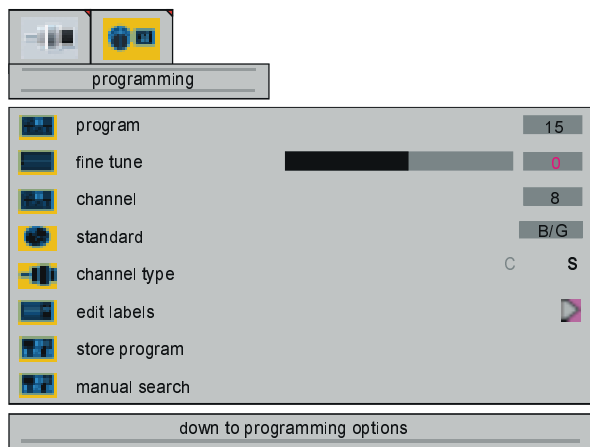 programming
program 15
fine tune 0
channel 8
standard B/G
channel type C S
edit labels
store program
manual search
down to programming options